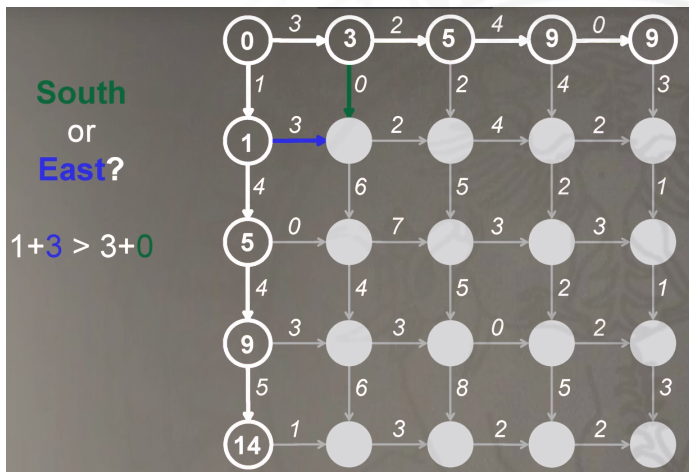 0 3 3 2 5 4 9 0 9
1 0 2 4 3
South
or
East?
1 3 2 4 2
4 6 5 2 1
1+3 > 3+0
5 0 7 3 3
4 4 5 2 1
9 3 3 0 2
5 6 8 5 3
14 1 3 2 2